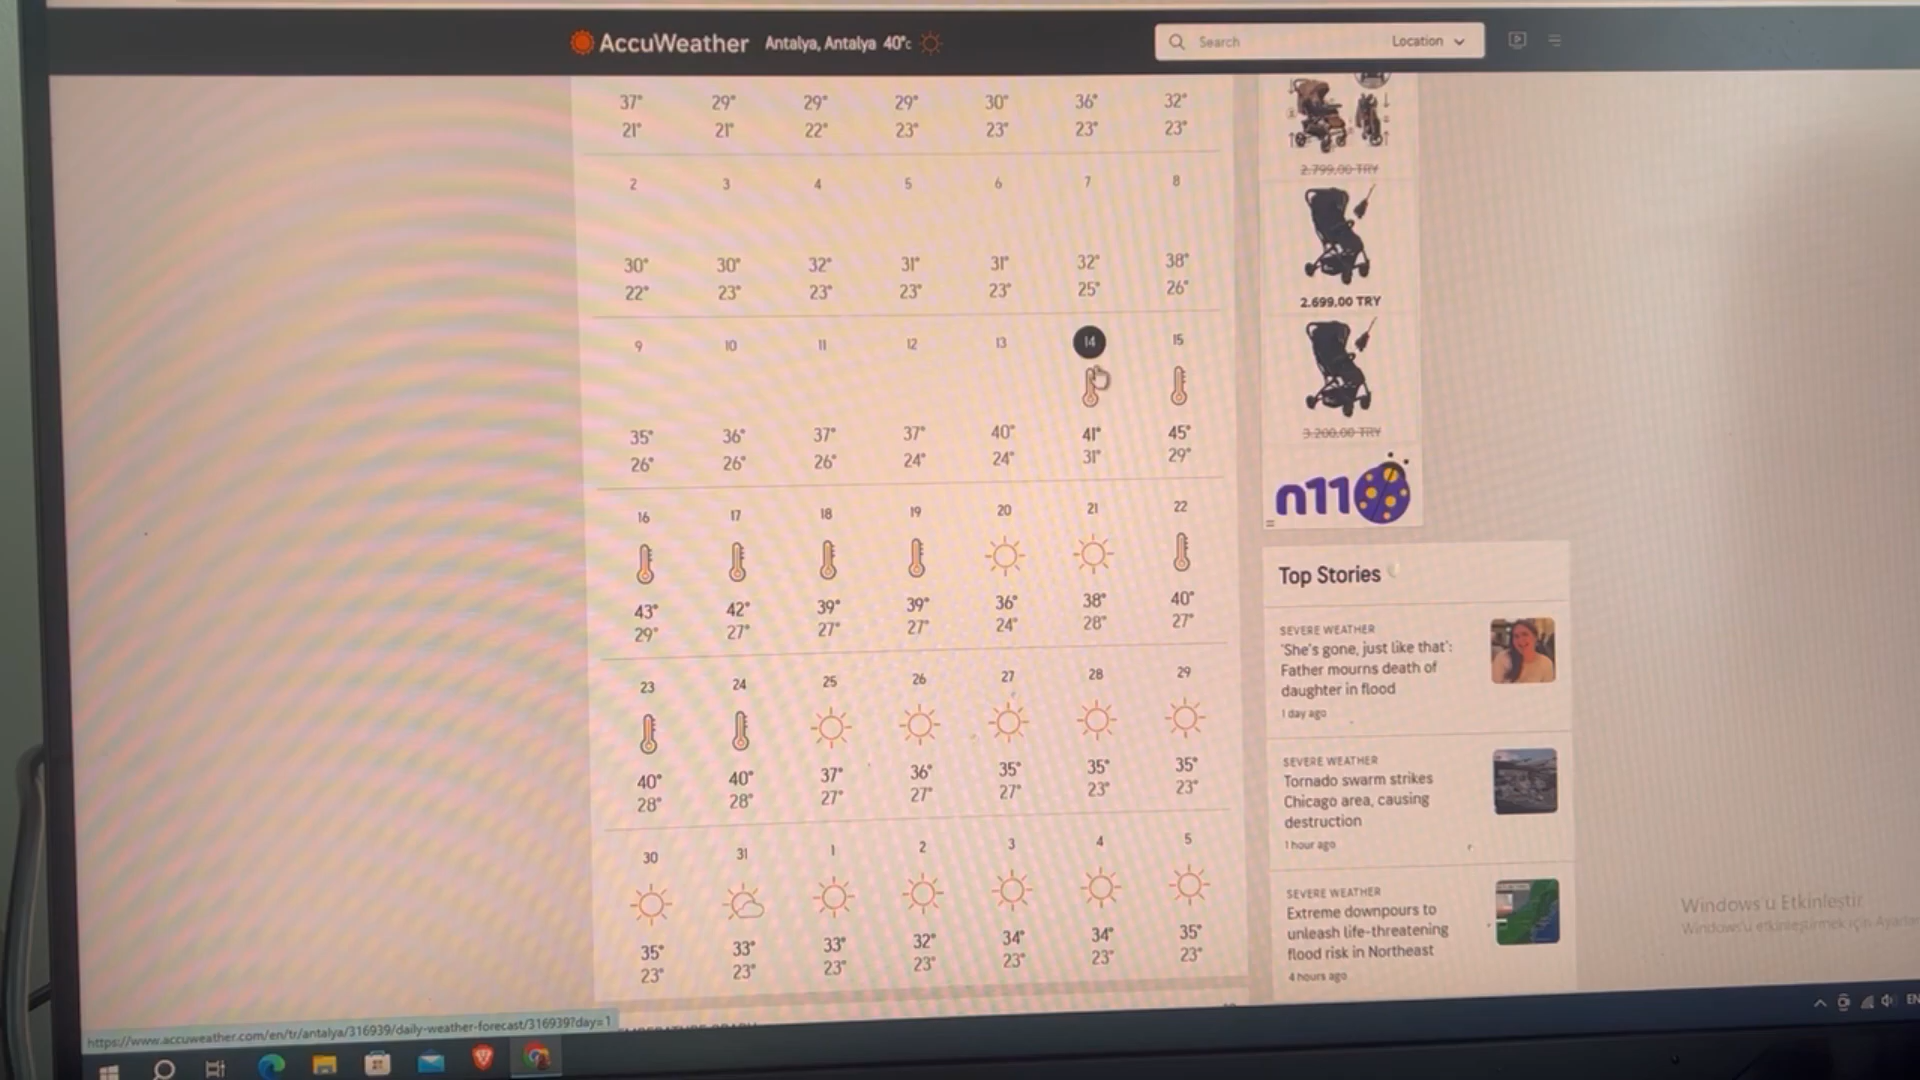 AccuWeather Antalya, Antalya 40°C Search Location
37° 29° 29° 29° 30° 36° 32°
21° 21° 22° 23° 23° 23° 23°
2 3 4 5 6 7 8
30° 30° 32° 31° 31° 32° 38°
22° 23° 23° 23° 23° 25° 26°
9 10 11 12 13 14 15
35° 36° 37° 37° 40° 41° 45°
26° 26° 26° 24° 24° 31° 29°
16 17 18 19 20 21 22
43° 42° 39° 39° 36° 38° 40°
29° 27° 27° 27° 24° 28° 27°
23 24 25 26 27 28 29
40° 40° 37° 36° 35° 35° 35°
28° 28° 27° 27° 27° 23° 23°
30 31 1 2 3 4 5
35° 33° 33° 32° 34° 34° 35°
23° 23° 23° 23° 23° 23° 23°
2.799,00 TRY
2.699,00 TRY
3.200,00 TRY
n11
Top Stories
SEVERE WEATHER
'She's gone, just like that':
Father mourns death of
daughter in flood
1 day ago
SEVERE WEATHER
Tornado swarm strikes
Chicago area, causing
destruction
1 hour ago
SEVERE WEATHER
Extreme downpours to
unleash life-threatening
flood risk in Northeast
4 hours ago
Windows'u Etkinleştir
Windows'u etkinleştirmek için
https://www.accuweather.com/en/tr/antalya/316939/daily-weather-forecast/316939?day=1
EN